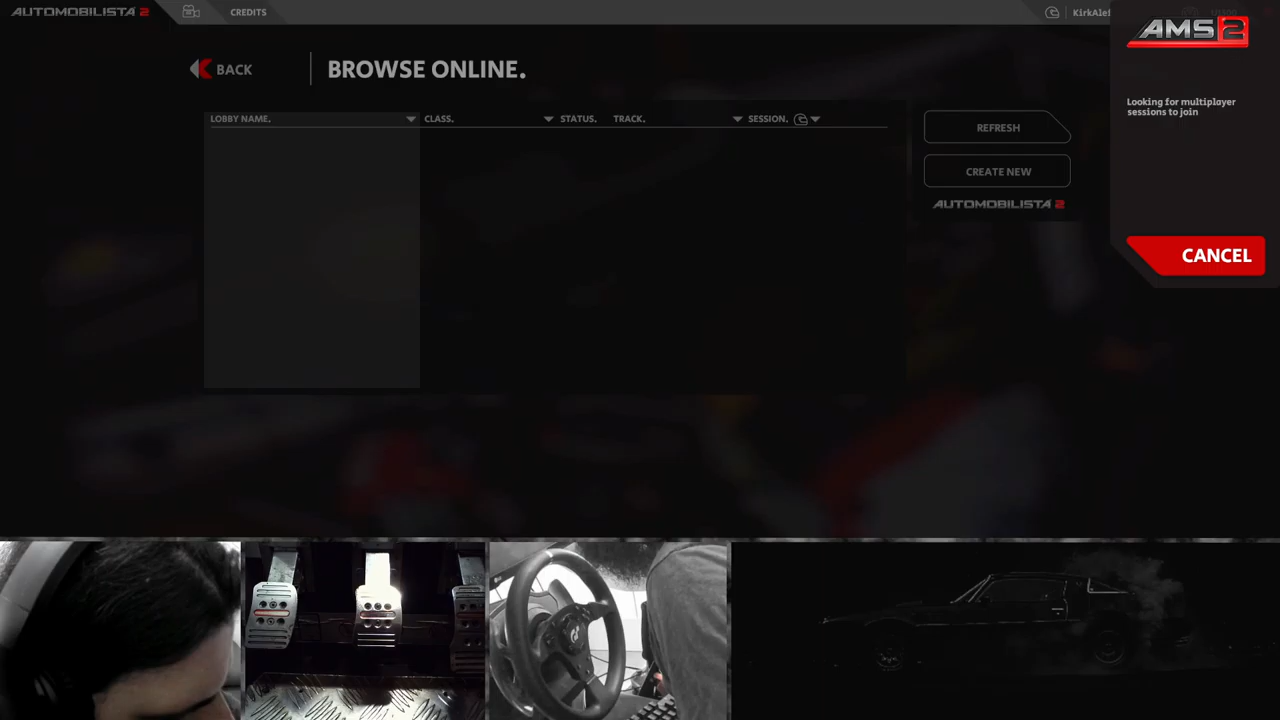 AUTOMOBILISTA 2
CREDITS
KirkAlef
AMS2
BACK
BROWSE ONLINE.
Looking for multiplayer
sessions to join
LOBBY NAME.
CLASS.
STATUS.
TRACK.
SESSION.
REFRESH
CREATE NEW
AUTOMOBILISTA 2
CANCEL